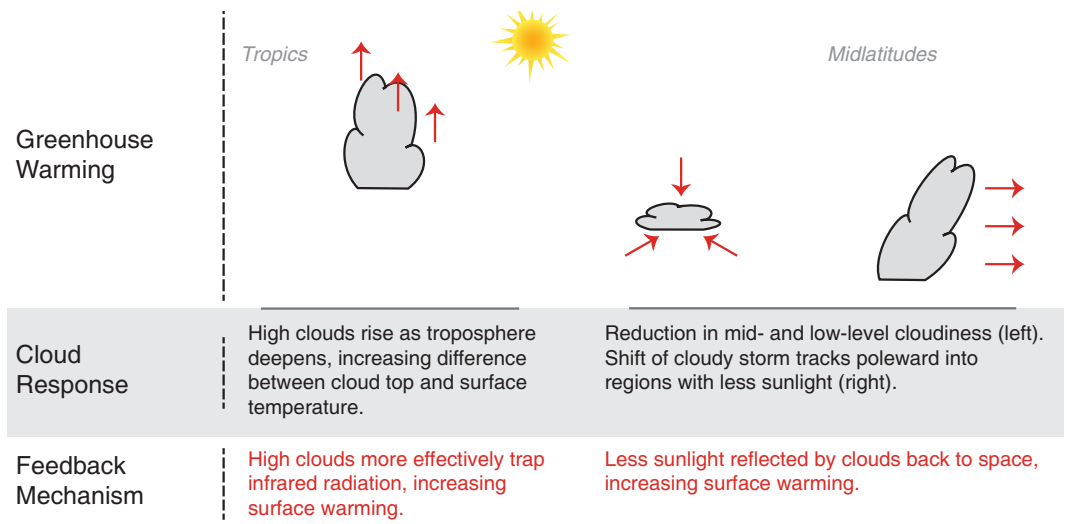 Tropics
Midlatitudes
Greenhouse
Warming
Cloud
Response
High clouds rise as troposphere
deepens, increasing difference
between cloud top and surface
temperature.
Reduction in mid- and low-level cloudiness (left).
Shift of cloudy storm tracks poleward into
regions with less sunlight (right).
Feedback
Mechanism
High clouds more effectively trap
infrared radiation, increasing
surface warming.
Less sunlight reflected by clouds back to space,
increasing surface warming.